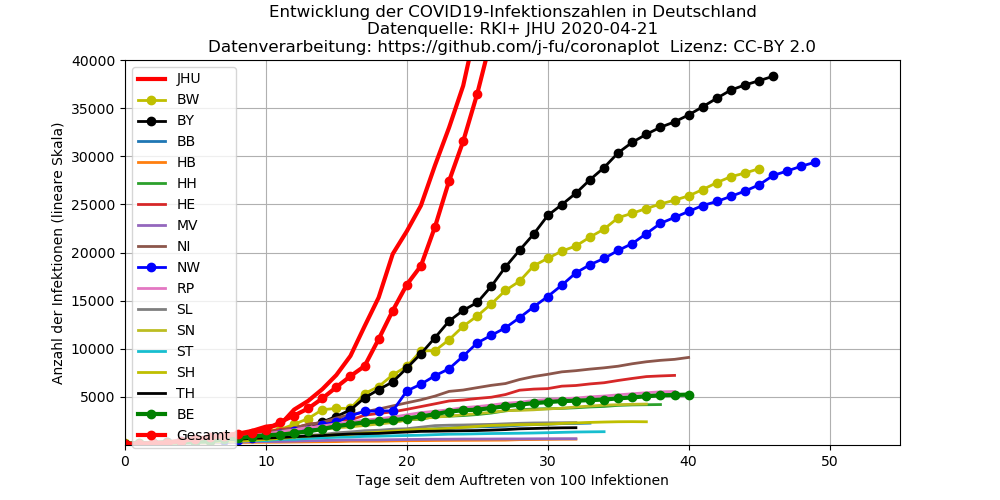 Entwicklung der COVID19-Infektionszahlen in Deutschland
Datenquelle: RKI+ JHU 2020-04-21
Datenverarbeitung: https://github.com/j-fu/coronaplot  Lizenz: CC-BY 2.0
Anzahl der Infektionen (lineare Skala)
40000
35000
30000
25000
20000
15000
10000
5000
JHU
BW
BY
BB
HB
HH
HE
MV
NI
NW
RP
SL
SN
ST
SH
TH
BE
Gesamt
0
10
20
30
40
50
Tage seit dem Auftreten von 100 Infektionen